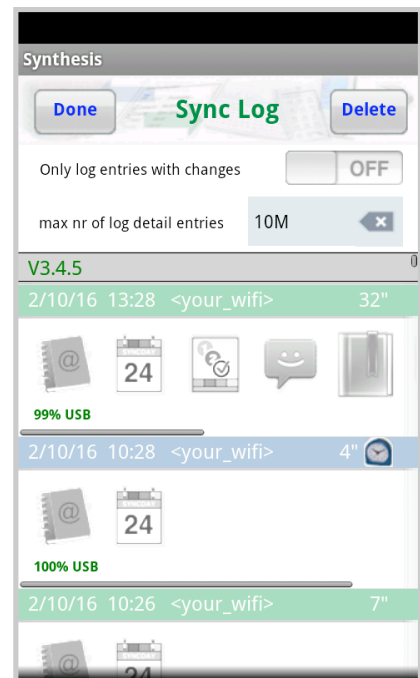 Synthesis
Done Sync Log Delete
Only log entries with changes OFF
max nr of log detail entries 10M
V3.4.5 0
2/10/16 13:28 <your_wifi> 32"
@ 24
99% USB
2/10/16 10:28 <your_wifi> 4"
@ 24
100% USB
2/10/16 10:26 <your_wifi> 7"
@ 24